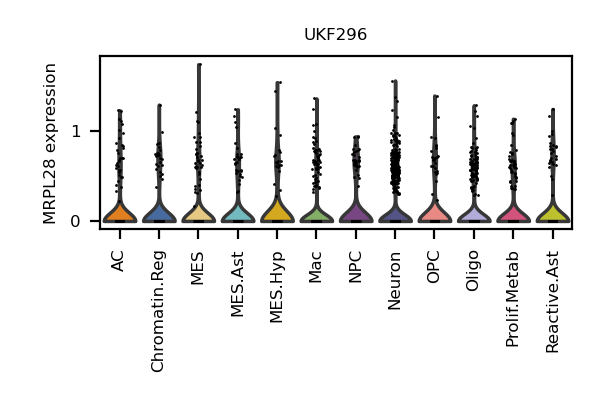 UKF296
MRPL28 expression
1
0
AC
Chromatin.Reg
MES
MES.Ast
MES.Hyp
Mac
NPC
Neuron
OPC
Oligo
Prolif.Metab
Reactive.Ast